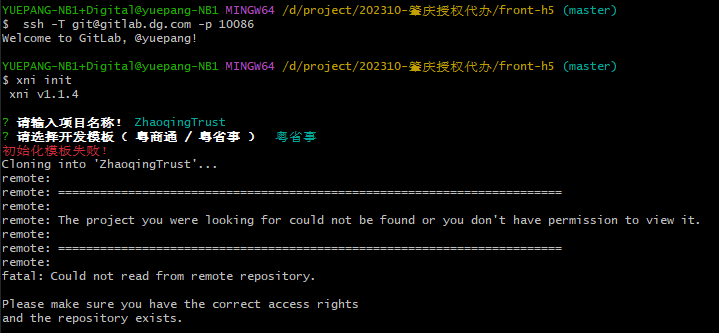 YUEPANG-NB1+Digital@yuepang-NB1 MINGW64 /d/project/202310-肇庆授权代办/front-h5 (master)
$  ssh -T git@gitlab.dg.com -p 10086
Welcome to GitLab, @yuepang!
YUEPANG-NB1+Digital@yuepang-NB1 MINGW64 /d/project/202310-肇庆授权代办/front-h5 (master)
$ xni init
 xni v1.1.4
? 请输入项目名称! ZhaoqingTrust
? 请选择开发模板 ( 粤商通 / 粤省事 )  粤省事
初始化模板失败!
Cloning into 'ZhaoqingTrust'...
remote:
remote: ========================================================================
remote:
remote: The project you were looking for could not be found or you don't have permission to view it.
remote:
remote: ========================================================================
remote:
fatal: Could not read from remote repository.
Please make sure you have the correct access rights
and the repository exists.